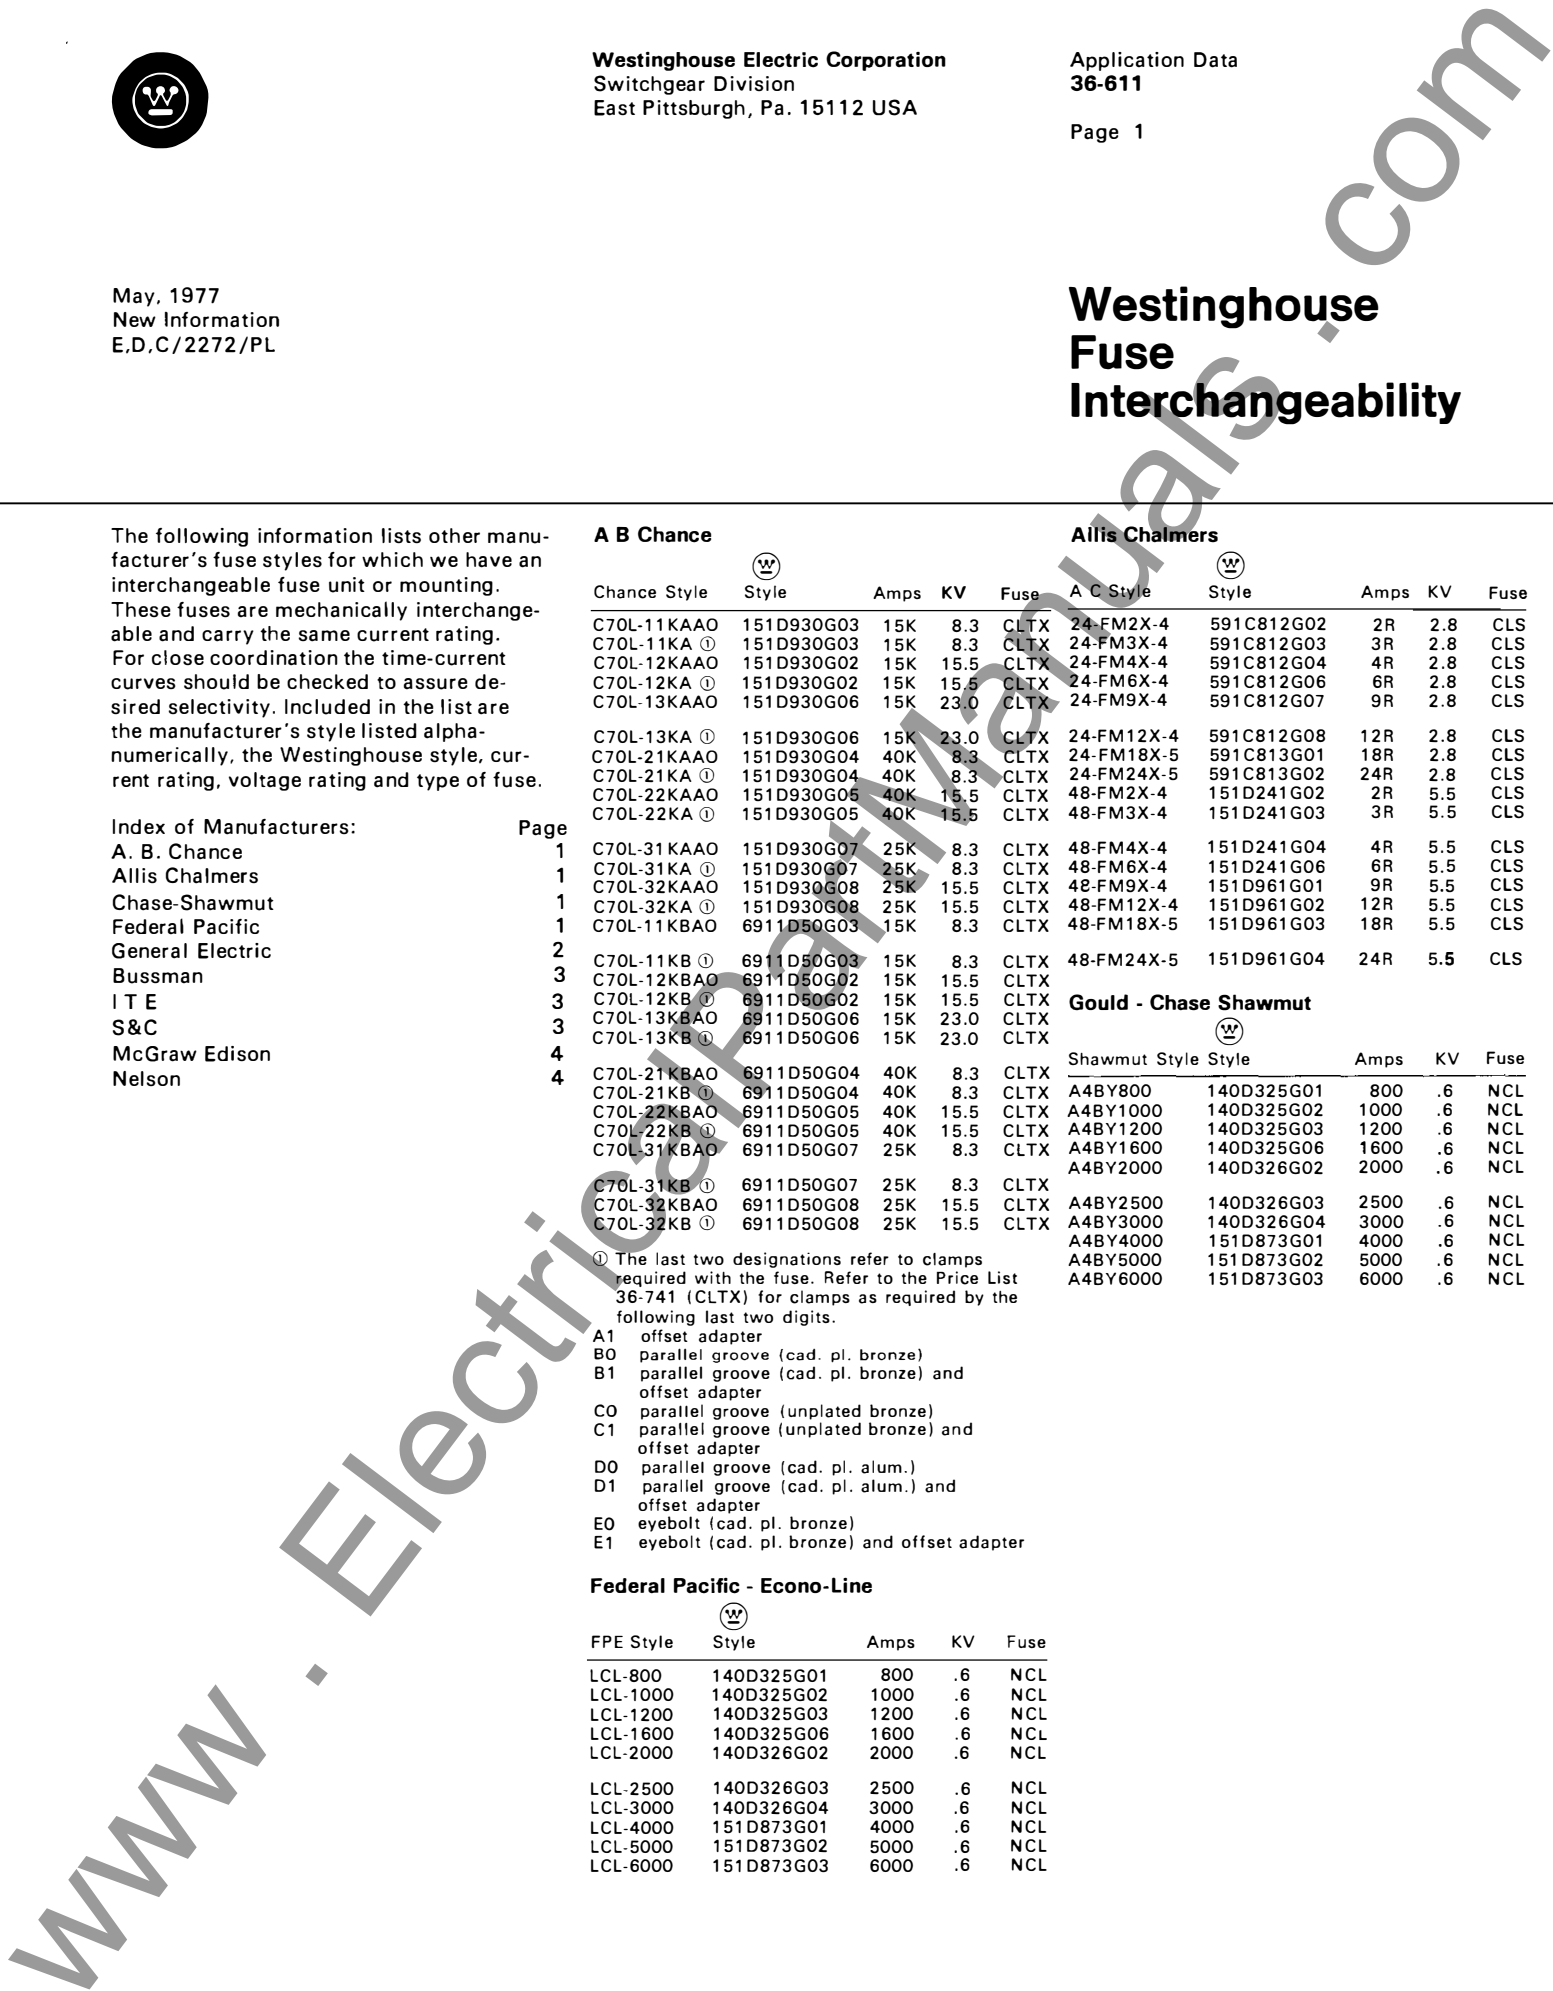 Westinghouse Electric Corporation
Switchgear Division
East Pittsburgh, Pa. 15112 USA
Application Data
36-611
Page 1
May, 1977
New Information
E,D,C/2272/PL
Westinghouse
Fuse
Interchangeability
The following information lists other manu-
facturer's fuse styles for which we have an
interchangeable fuse unit or mounting.
These fuses are mechanically interchange-
able and carry the same current rating.
For close coordination the time-current
curves should be checked to assure de-
sired selectivity. Included in the list are
the manufacturer's style listed alpha-
numerically, the Westinghouse style, cur-
rent rating, voltage rating and type of fuse.
Index of Manufacturers: Page
A. B. Chance 1
Allis Chalmers 1
Chase-Shawmut 1
Federal Pacific 1
General Electric 2
Bussman 3
I T E 3
S&C 3
McGraw Edison 4
Nelson 4
A B Chance
W
Chance Style Style Amps KV Fuse
C70L-11KAAO 151D930G03 15K 8.3 CLTX
C70L-11KA ① 151D930G03 15K 8.3 CLTX
C70L-12KAAO 151D930G02 15K 15.5 CLTX
C70L-12KA ① 151D930G02 15K 15.5 CLTX
C70L-13KAAO 151D930G06 15K 23.0 CLTX
C70L-13KA ① 151D930G06 15K 23.0 CLTX
C70L-21KAAO 151D930G04 40K 8.3 CLTX
C70L-21KA ① 151D930G04 40K 8.3 CLTX
C70L-22KAAO 151D930G05 40K 15.5 CLTX
C70L-22KA ① 151D930G05 40K 15.5 CLTX
C70L-31KAAO 151D930G07 25K 8.3 CLTX
C70L-31KA ① 151D930G07 25K 8.3 CLTX
C70L-32KAAO 151D930G08 25K 15.5 CLTX
C70L-32KA ① 151D930G08 25K 15.5 CLTX
C70L-11KBAO 6911D50G03 15K 8.3 CLTX
C70L-11KB ① 6911D50G03 15K 8.3 CLTX
C70L-12KBAO 6911D50G02 15K 15.5 CLTX
C70L-12KB ① 6911D50G02 15K 15.5 CLTX
C70L-13KBAO 6911D50G06 15K 23.0 CLTX
C70L-13KB ① 6911D50G06 15K 23.0 CLTX
C70L-21KBAO 6911D50G04 40K 8.3 CLTX
C70L-21KB ① 6911D50G04 40K 8.3 CLTX
C70L-22KBAO 6911D50G05 40K 15.5 CLTX
C70L-22KB ① 6911D50G05 40K 15.5 CLTX
C70L-31KBAO 6911D50G07 25K 8.3 CLTX
C70L-31KB ① 6911D50G07 25K 8.3 CLTX
C70L-32KBAO 6911D50G08 25K 15.5 CLTX
C70L-32KB ① 6911D50G08 25K 15.5 CLTX
① The last two designations refer to clamps
required with the fuse. Refer to the Price List
36-741 (CLTX) for clamps as required by the
following last two digits.
A1 offset adapter
B0 parallel groove (cad. pl. bronze)
B1 parallel groove (cad. pl. bronze) and
offset adapter
C0 parallel groove (unplated bronze)
C1 parallel groove (unplated bronze) and
offset adapter
D0 parallel groove (cad. pl. alum.)
D1 parallel groove (cad. pl. alum.) and
offset adapter
E0 eyebolt (cad. pl. bronze)
E1 eyebolt (cad. pl. bronze) and offset adapter
Federal Pacific - Econo-Line
W
FPE Style Style Amps KV Fuse
LCL-800 140D325G01 800 .6 NCL
LCL-1000 140D325G02 1000 .6 NCL
LCL-1200 140D325G03 1200 .6 NCL
LCL-1600 140D325G06 1600 .6 NCL
LCL-2000 140D326G02 2000 .6 NCL
LCL-2500 140D326G03 2500 .6 NCL
LCL-3000 140D326G04 3000 .6 NCL
LCL-4000 151D873G01 4000 .6 NCL
LCL-5000 151D873G02 5000 .6 NCL
LCL-6000 151D873G03 6000 .6 NCL
Allis Chalmers
W
A C Style Style Amps KV Fuse
24-FM2X-4 591C812G02 2R 2.8 CLS
24-FM3X-4 591C812G03 3R 2.8 CLS
24-FM4X-4 591C812G04 4R 2.8 CLS
24-FM6X-4 591C812G06 6R 2.8 CLS
24-FM9X-4 591C812G07 9R 2.8 CLS
24-FM12X-4 591C812G08 12R 2.8 CLS
24-FM18X-5 591C813G01 18R 2.8 CLS
24-FM24X-5 591C813G02 24R 2.8 CLS
48-FM2X-4 151D241G02 2R 5.5 CLS
48-FM3X-4 151D241G03 3R 5.5 CLS
48-FM4X-4 151D241G04 4R 5.5 CLS
48-FM6X-4 151D241G06 6R 5.5 CLS
48-FM9X-4 151D961G01 9R 5.5 CLS
48-FM12X-4 151D961G02 12R 5.5 CLS
48-FM18X-5 151D961G03 18R 5.5 CLS
48-FM24X-5 151D961G04 24R 5.5 CLS
Gould - Chase Shawmut
W
Shawmut Style Style Amps KV Fuse
A4BY800 140D325G01 800 .6 NCL
A4BY1000 140D325G02 1000 .6 NCL
A4BY1200 140D325G03 1200 .6 NCL
A4BY1600 140D325G06 1600 .6 NCL
A4BY2000 140D326G02 2000 .6 NCL
A4BY2500 140D326G03 2500 .6 NCL
A4BY3000 140D326G04 3000 .6 NCL
A4BY4000 151D873G01 4000 .6 NCL
A4BY5000 151D873G02 5000 .6 NCL
A4BY6000 151D873G03 6000 .6 NCL
www . ElectricalPartManuals . com